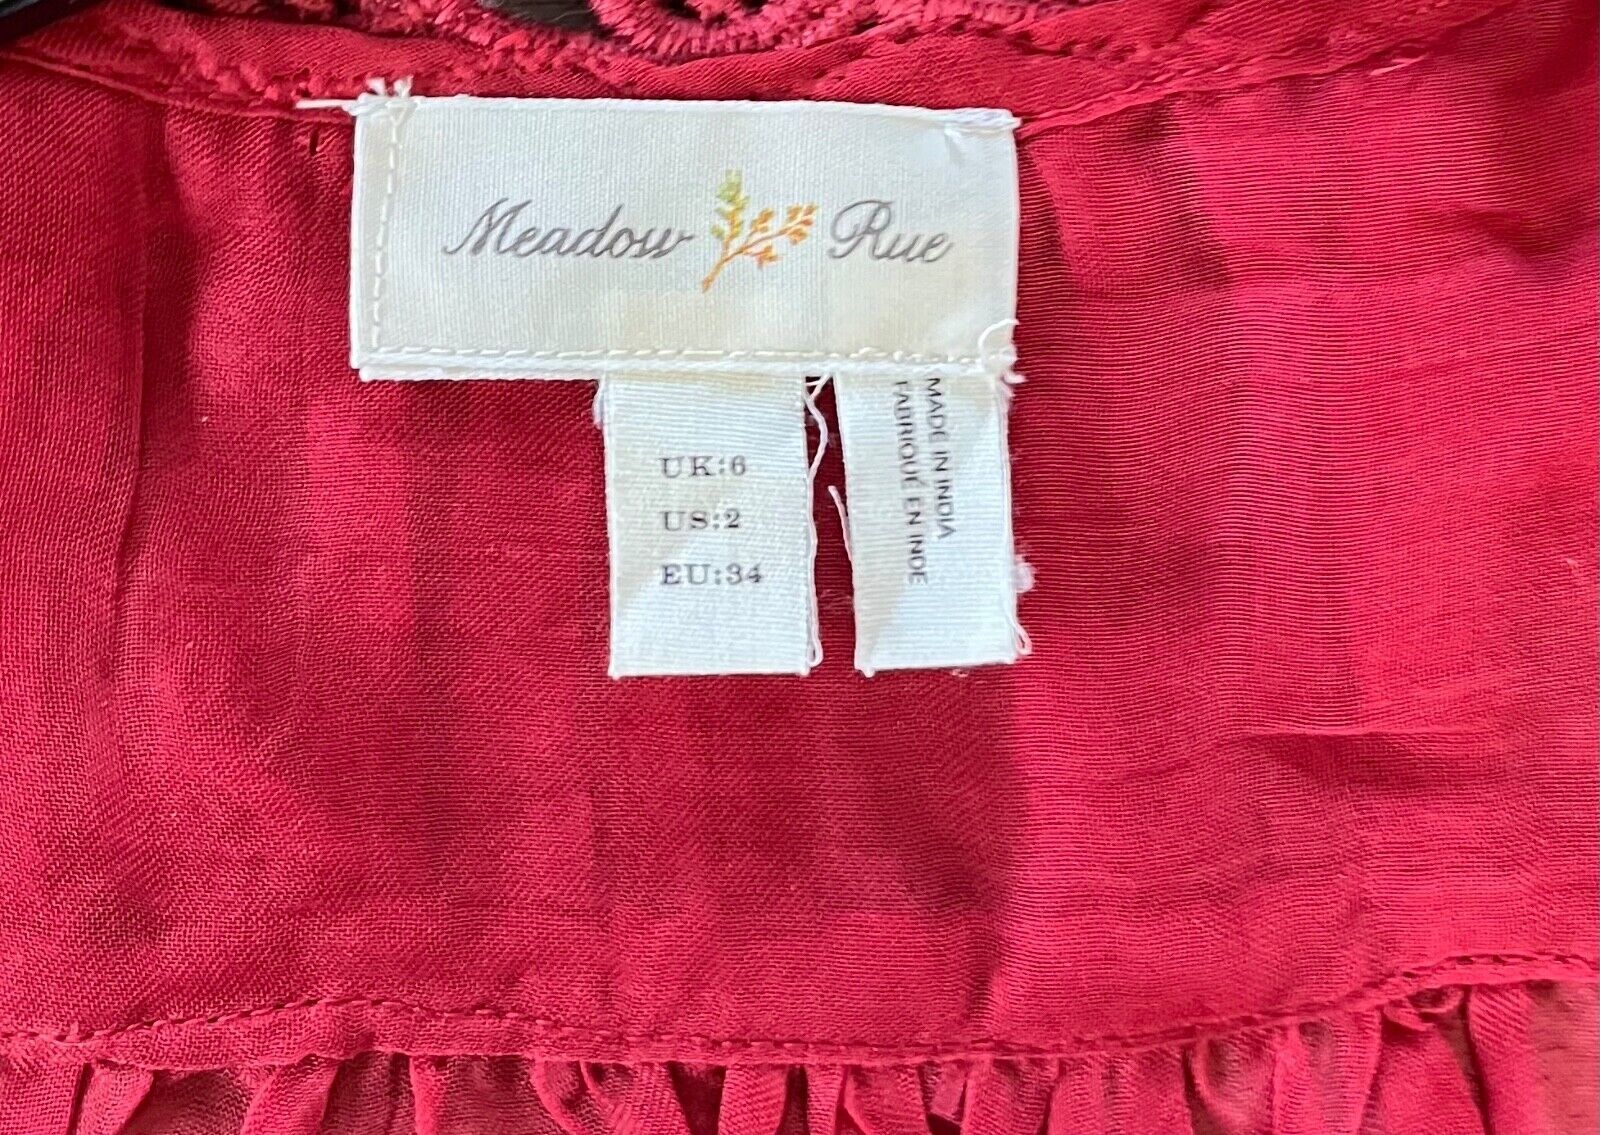 Meadow Rue
UK:6
US:2
EU:34
MADE IN INDIA
FABRIQUÉ EN INDE